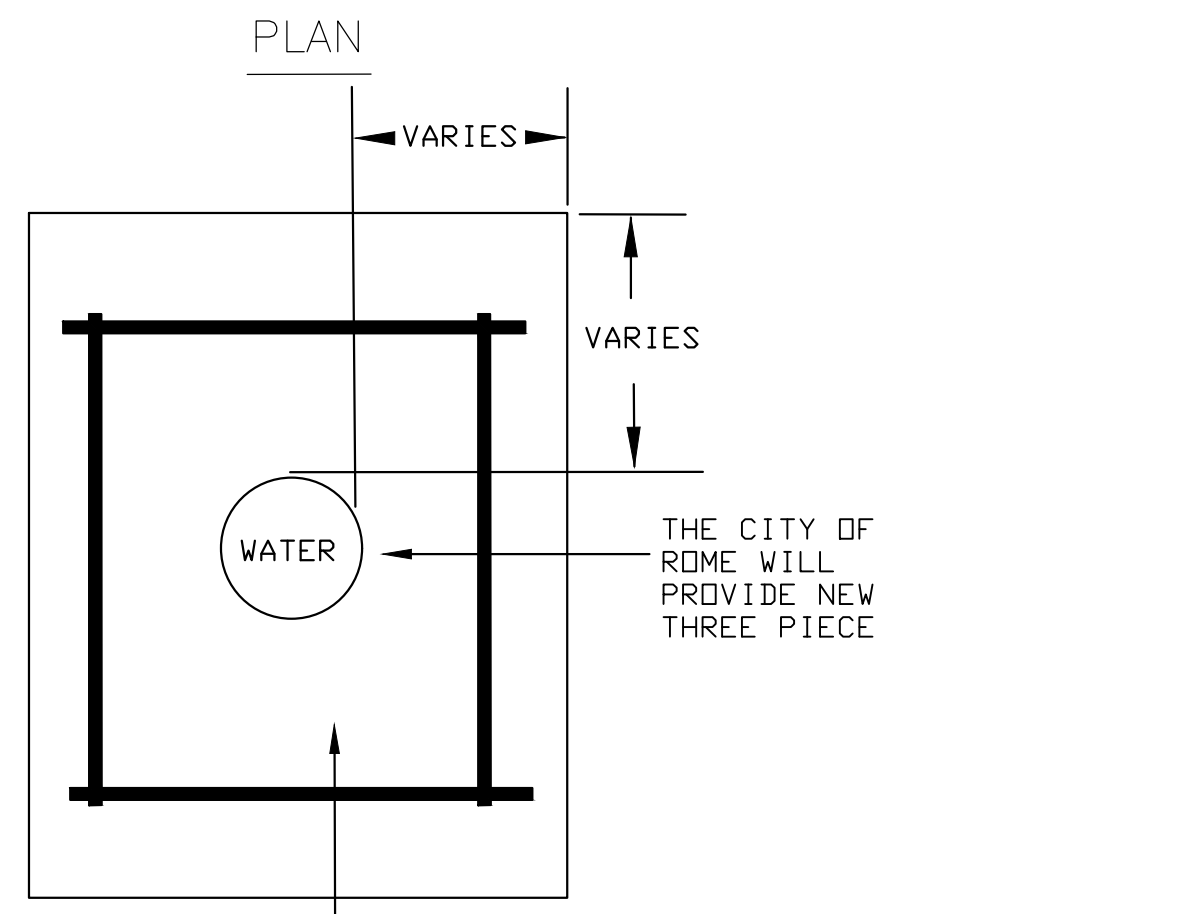 PLAN
VARIES
VARIES
WATER
THE CITY OF
ROME WILL
PROVIDE NEW
THREE PIECE